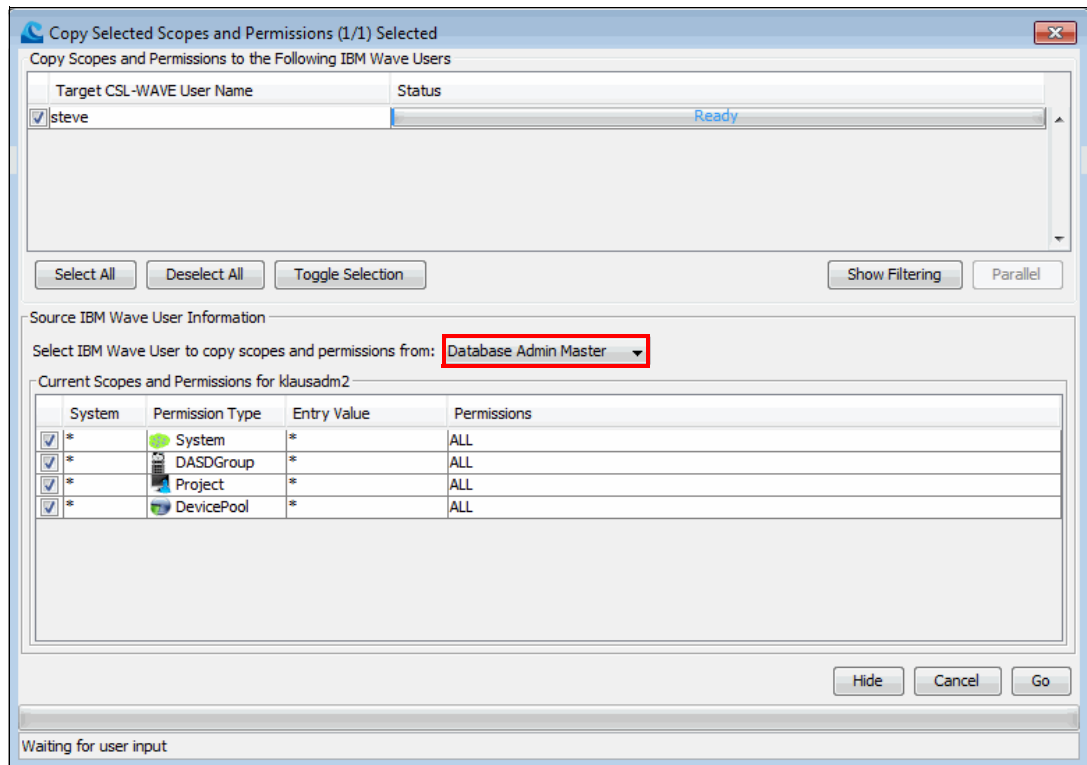 Copy Selected Scopes and Permissions (1/1) Selected
Copy Scopes and Permissions to the Following IBM Wave Users
Target CSL-WAVE User Name Status
steve Ready
Select All Deselect All Toggle Selection Show Filtering Parallel
Source IBM Wave User Information
Select IBM Wave User to copy scopes and permissions from: Database Admin Master
Current Scopes and Permissions for klausadm2
System Permission Type Entry Value Permissions
* System * ALL
* DASDGroup * ALL
* Project * ALL
* DevicePool * ALL
Hide Cancel Go
Waiting for user input